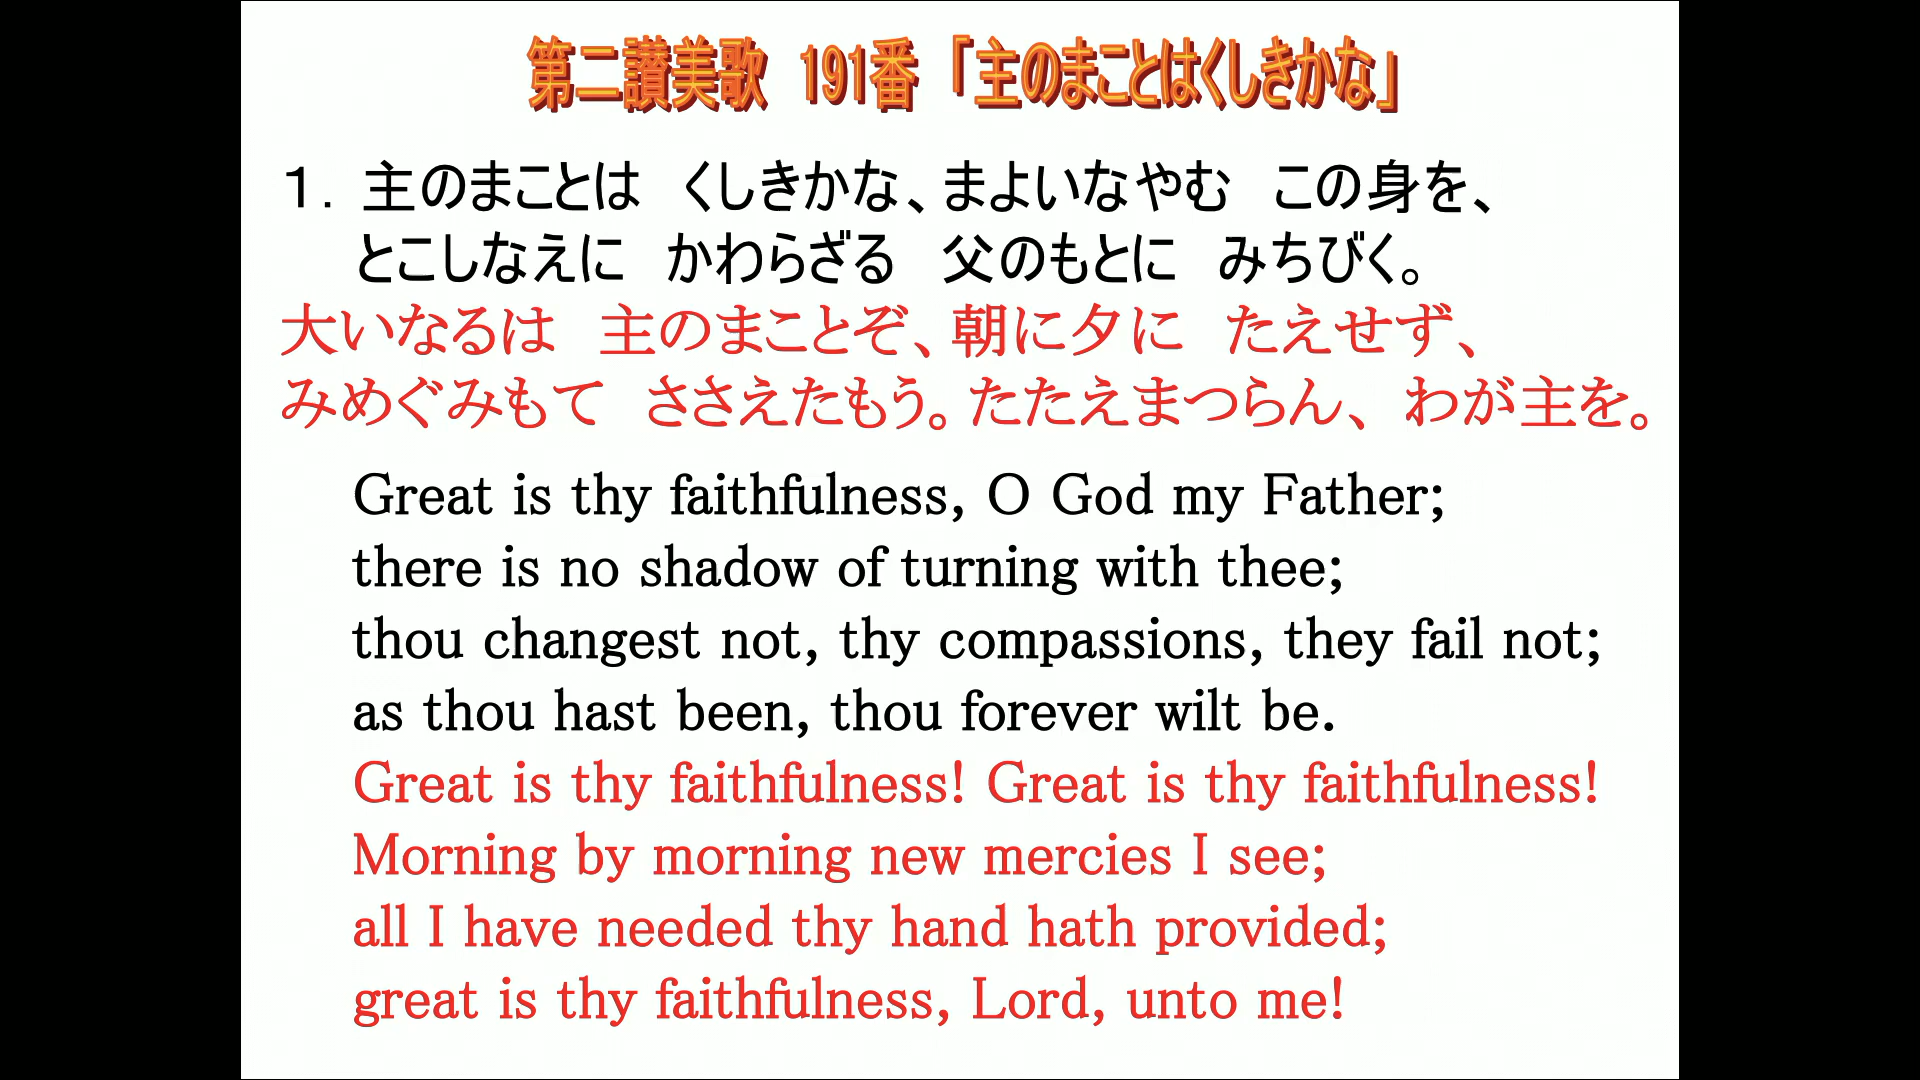 第二讃美歌　191番「主のまことはくしきかな」
１．主のまことは　くしきかな、まよいなやむ　この身を、
とこしなえに　かわらざる　父のもとに　みちびく。
大いなるは　主のまことぞ、朝に夕に　たえせず、
みめぐみもて　ささえたもう。たたえまつらん、わが主を。
Great is thy faithfulness, O God my Father;
there is no shadow of turning with thee;
thou changest not, thy compassions, they fail not;
as thou hast been, thou forever wilt be.
Great is thy faithfulness! Great is thy faithfulness!
Morning by morning new mercies I see;
all I have needed thy hand hath provided;
great is thy faithfulness, Lord, unto me!